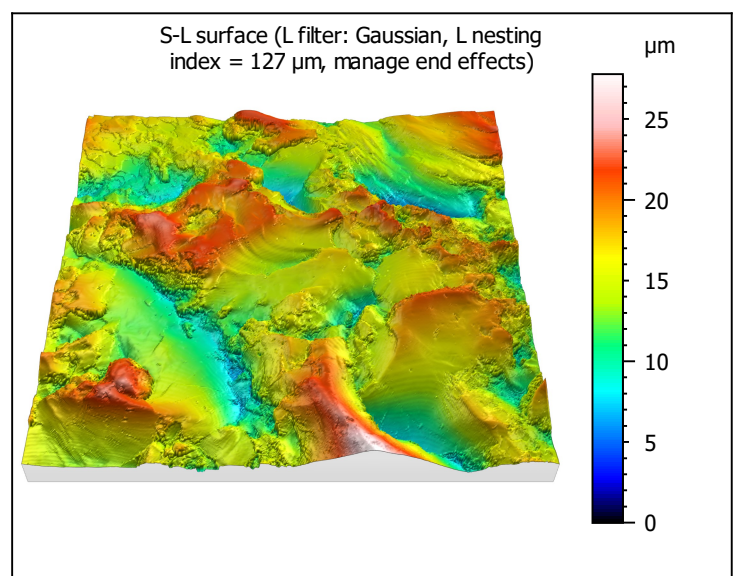 S-L surface (L filter: Gaussian, L nesting
index = 127 µm, manage end effects)
µm
25
20
15
10
5
0